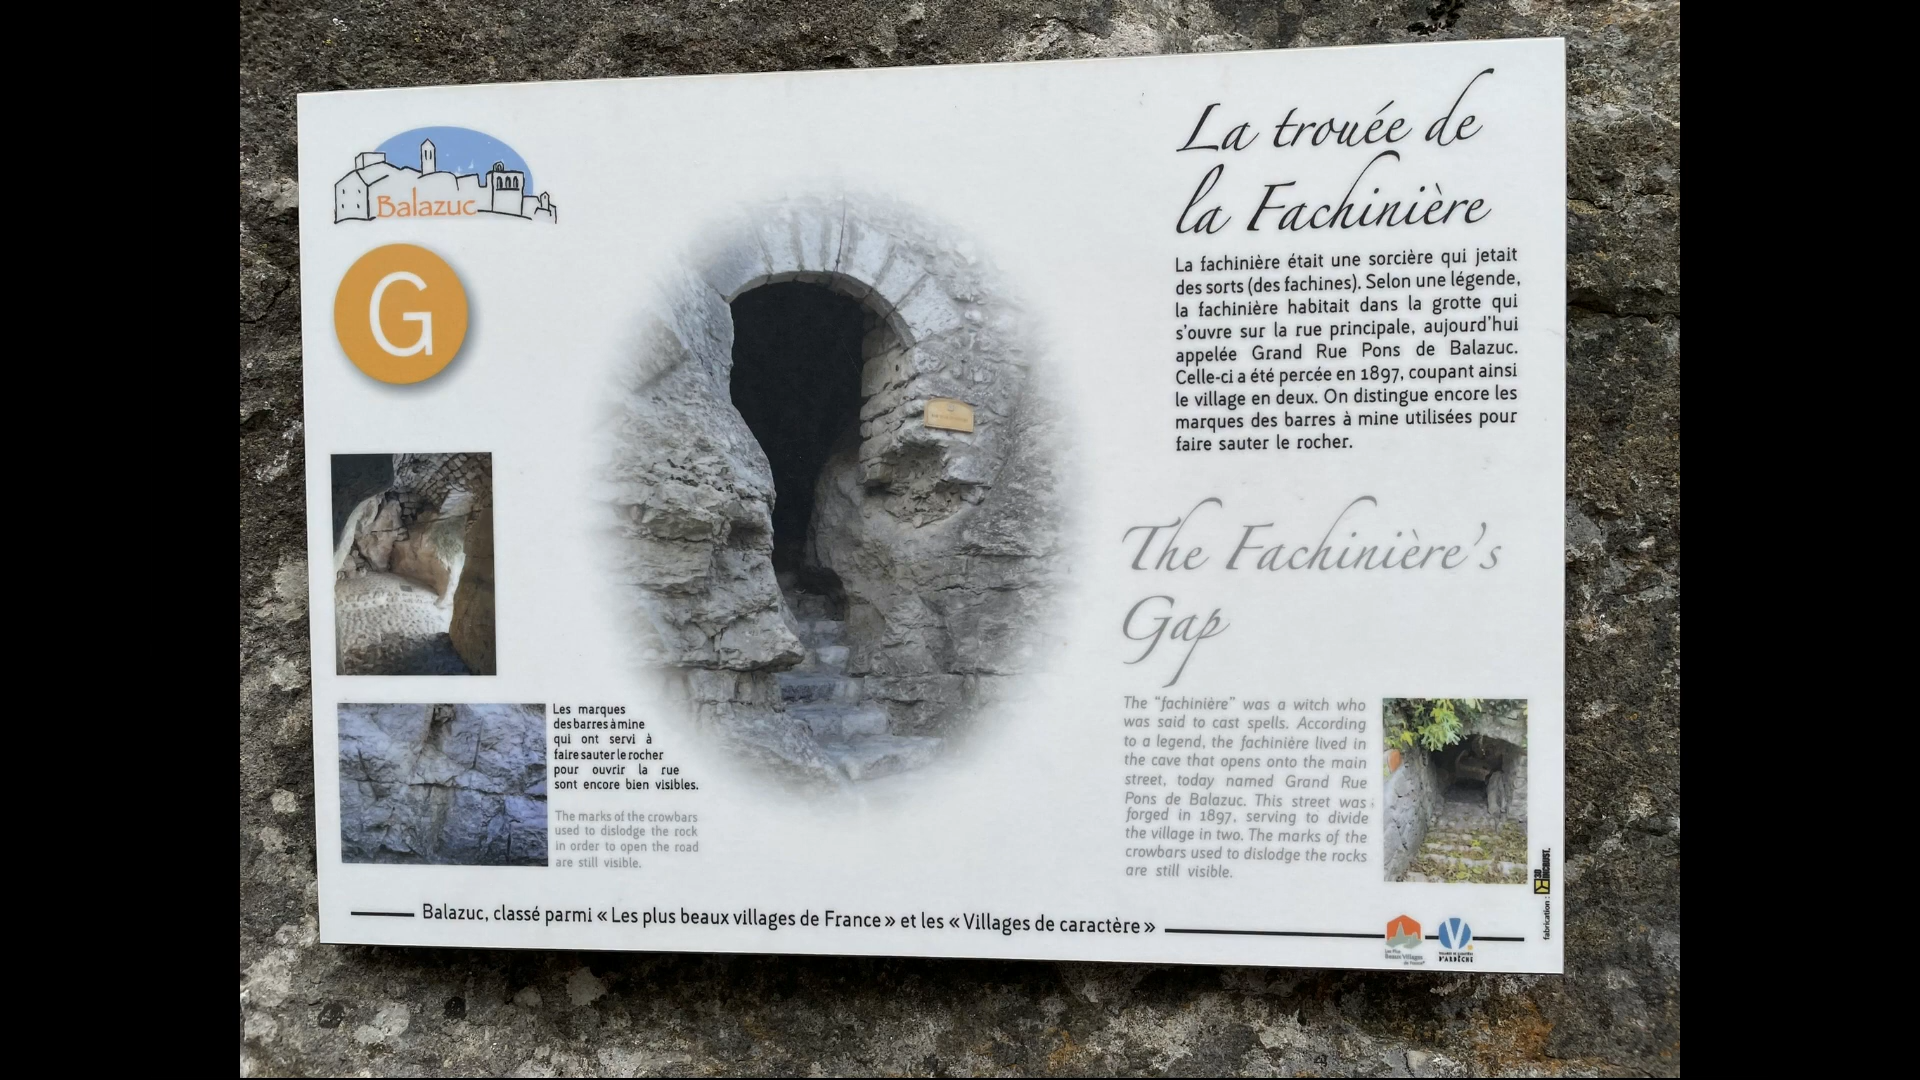 Balazuc
G
La trouée de
la Fachinière
La fachinière était une sorcière qui jetait
des sorts (des fachines). Selon une légende,
la fachinière habitait dans la grotte qui
s'ouvre sur la rue principale, aujourd'hui
appelée Grand Rue Pons de Balazuc.
Celle-ci a été percée en 1897, coupant ainsi
le village en deux. On distingue encore les
marques des barres à mine utilisées pour
faire sauter le rocher.
The Fachinière's
Gap
The "fachinière" was a witch who
was said to cast spells. According
to a legend, the fachinière lived in
the cave that opens onto the main
street, today named Grand Rue
Pons de Balazuc. This street was
forged in 1897, serving to divide
the village in two. The marks of the
crowbars used to dislodge the rocks
are still visible.
Les marques
des barres à mine
qui ont servi à
faire sauter le rocher
pour ouvrir la rue
sont encore bien visibles.
The marks of the crowbars
used to dislodge the rock
in order to open the road
are still visible.
Balazuc, classé parmi « Les plus beaux villages de France » et les « Villages de caractère »
Les Plus
Beaux Villages
de France
D'ARDÈCHE
fabrication :
INCRUST.